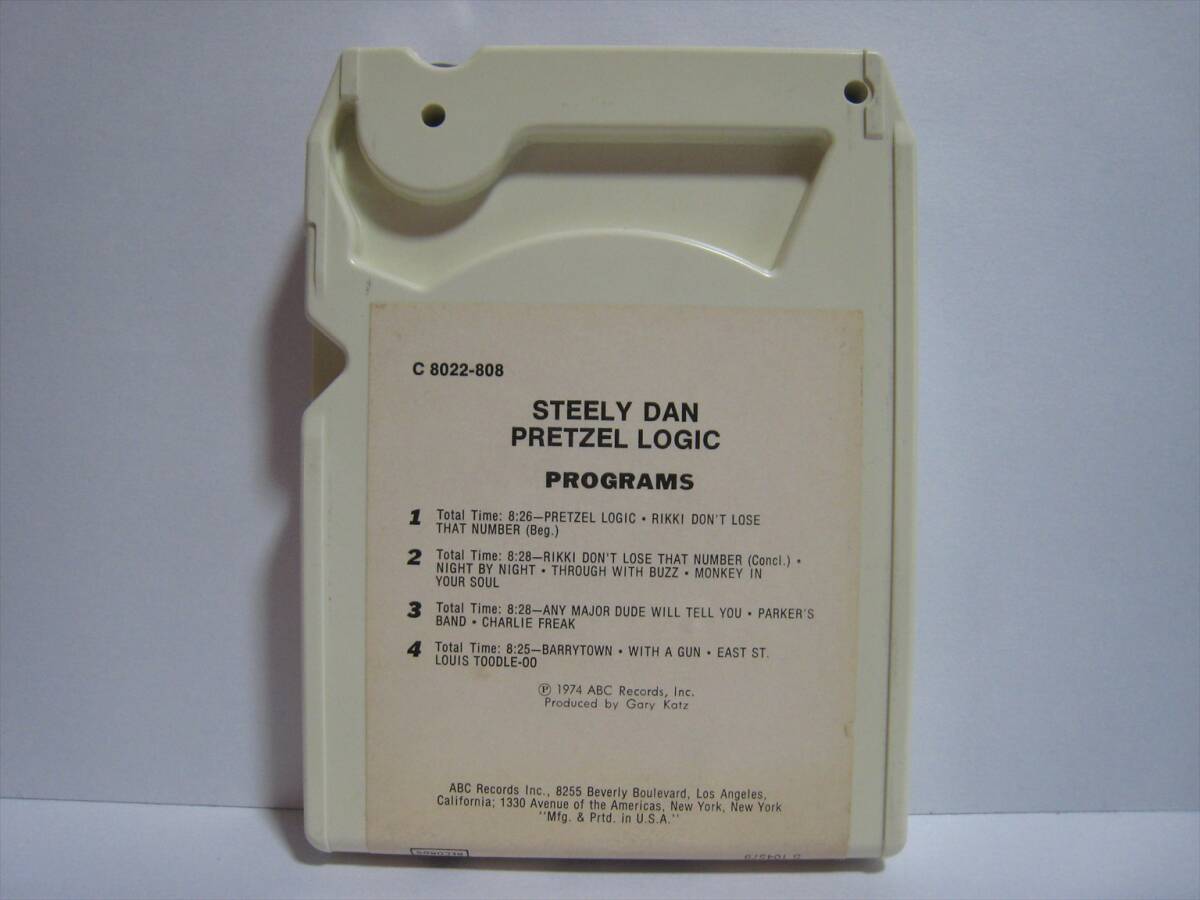 C 8022-808
STEELY DAN
PRETZEL LOGIC
PROGRAMS
1 Total Time: 8:26—PRETZEL LOGIC • RIKKI DON'T LOSE
THAT NUMBER (Beg.)
2 Total Time: 8:28—RIKKI DON'T LOSE THAT NUMBER (Concl.) •
NIGHT BY NIGHT • THROUGH WITH BUZZ • MONKEY IN
YOUR SOUL
3 Total Time: 8:28—ANY MAJOR DUDE WILL TELL YOU • PARKER'S
BAND • CHARLIE FREAK
4 Total Time: 8:25—BARRYTOWN • WITH A GUN • EAST ST.
LOUIS TOODLE-OO
Ⓟ 1974 ABC Records, Inc.
Produced by Gary Katz
ABC Records Inc., 8255 Beverly Boulevard, Los Angeles,
California; 1330 Avenue of the Americas, New York, New York
"Mfg. & Prtd. in U.S.A."